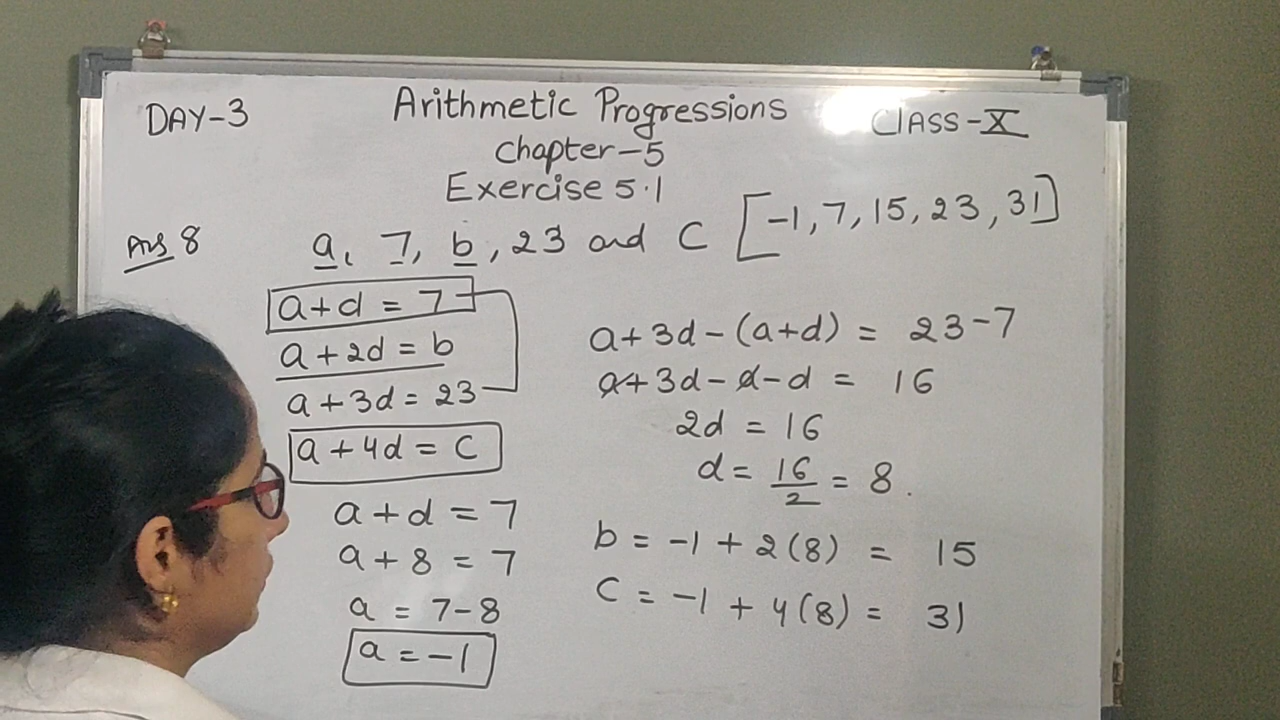 DAY-3 Arithmetic Progressions CLASS-X
Chapter-5
Exercise 5.1
Ans 8 a, 7, b, 23 and C [-1, 7, 15, 23, 31]
a+d = 7
a+2d = b
a+3d = 23
a+4d = C
a+d = 7
a+8 = 7
a = 7-8
a = -1
a+3d-(a+d) = 23-7
a+3d-a-d = 16
2d = 16
d = 16/2 = 8.
b = -1 + 2(8) = 15
C = -1 + 4(8) = 31